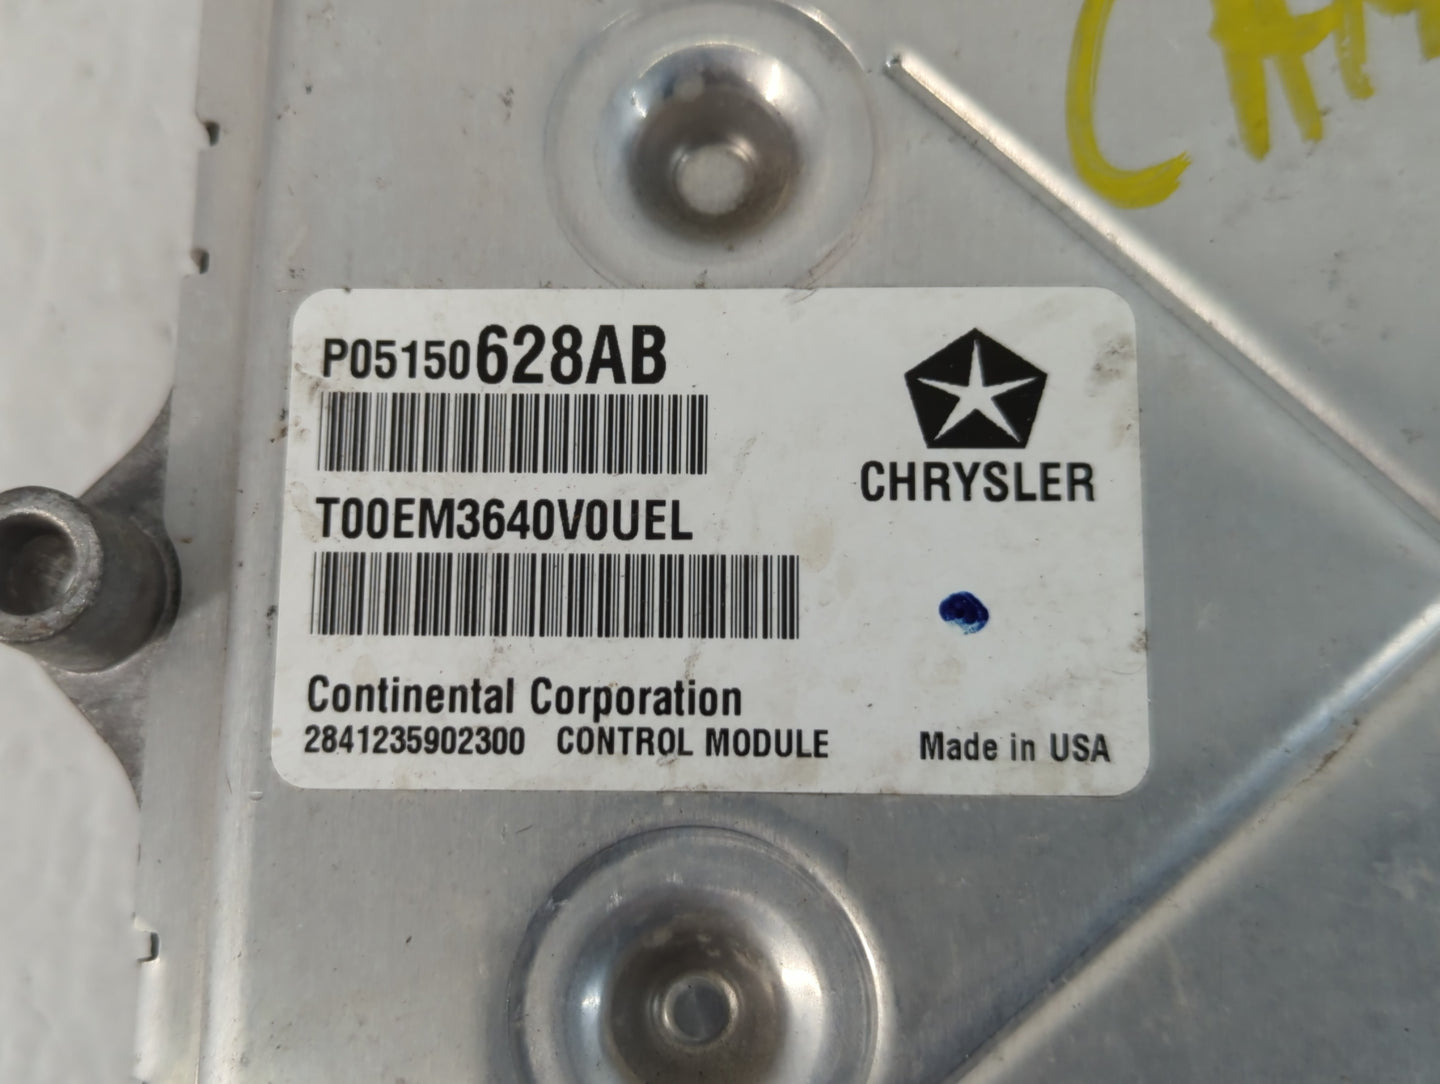 P05150628AB
CHRYSLER
T00EM3640V0UEL
Continental Corporation
2841235902300 CONTROL MODULE Made in USA